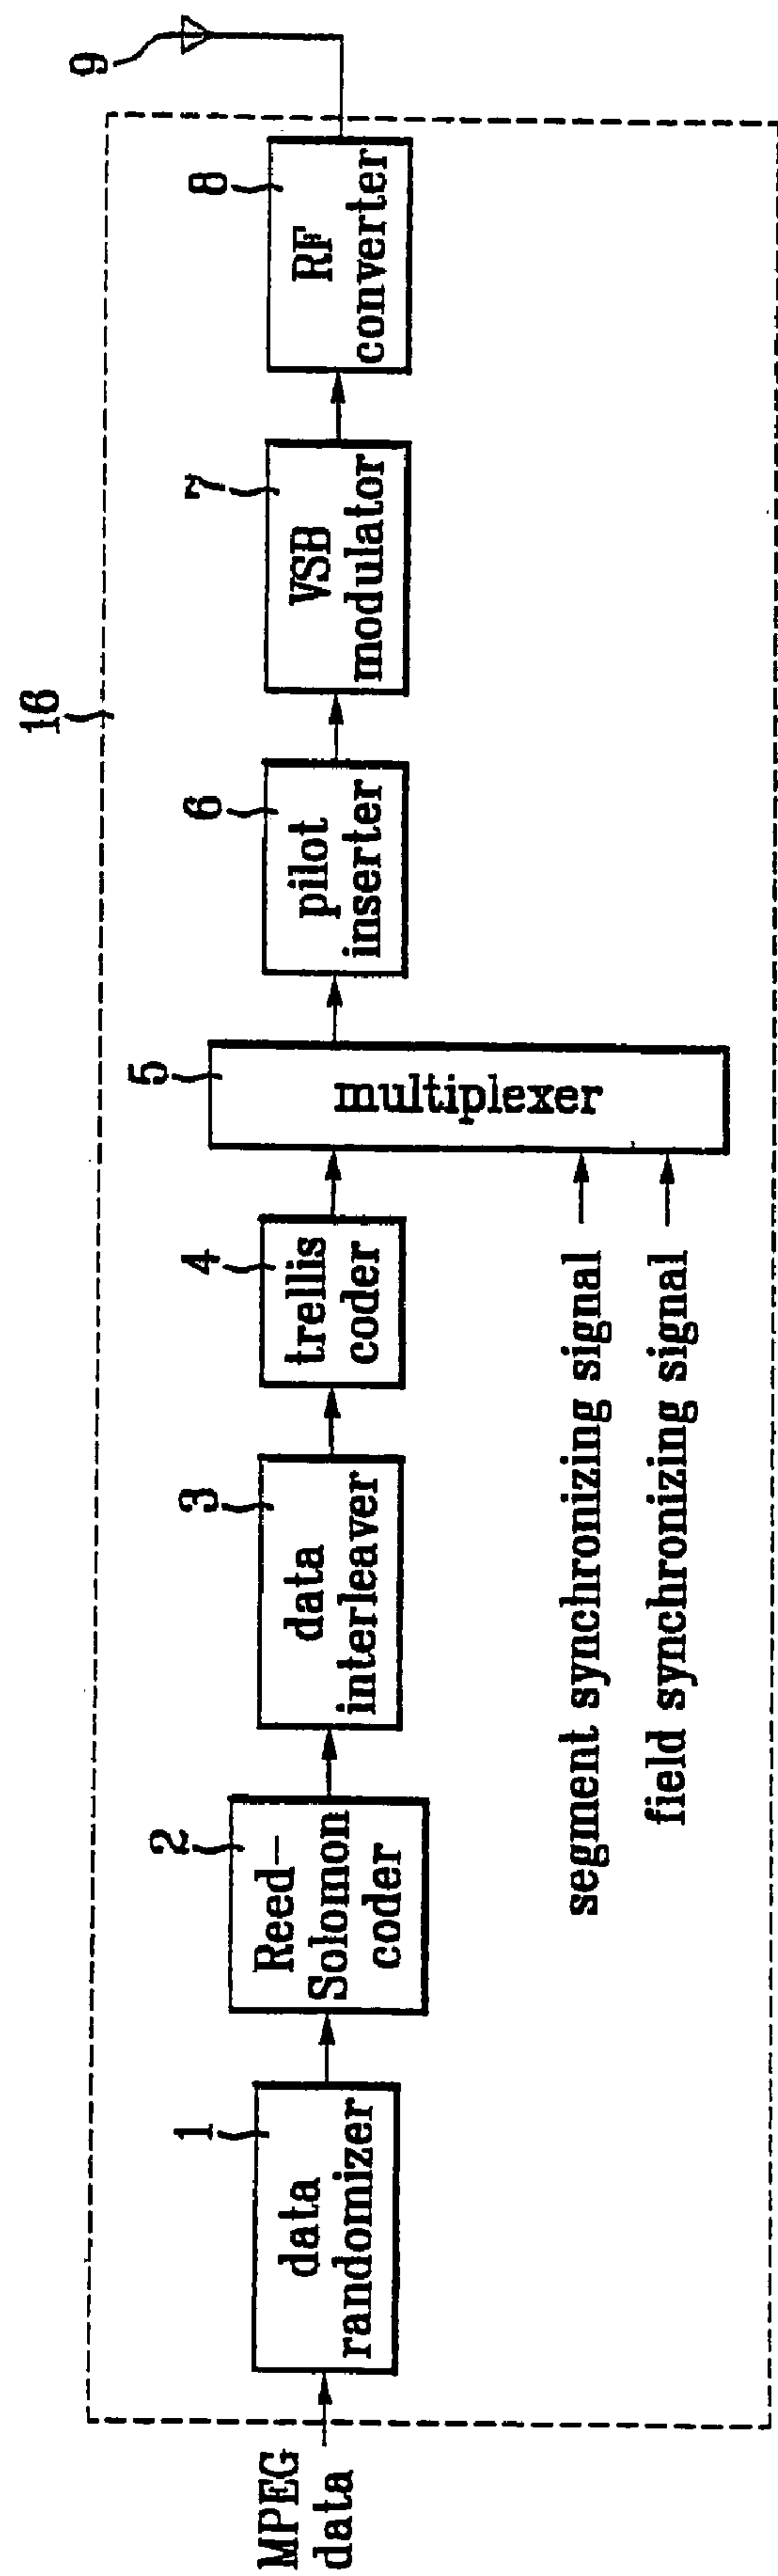 MPEG
data
1
data
randomizer
2
Reed-
Solomon
coder
3
data
interleaver
4
trellis
coder
5
multiplexer
segment synchronizing signal
field synchronizing signal
6
pilot
inserter
16
7
VSB
modulator
8
RF
converter
9